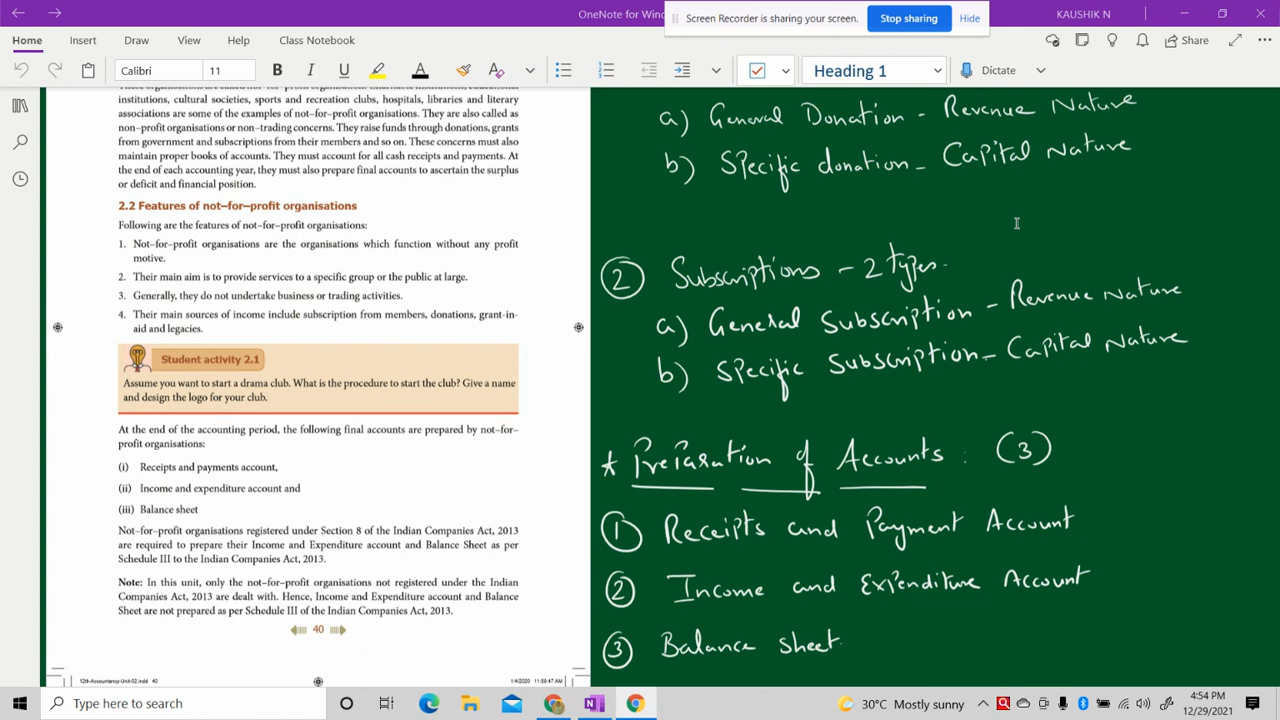 OneNote for Wind
Screen Recorder is sharing your screen.
Stop sharing
Hide
KAUSHIK N
Home
Insert
Draw
View
Help
Class Notebook
Share
Calibri
11
B
I
U
A
Heading 1
Dictate
institutions, cultural societies, sports and recreation clubs, hospitals, libraries and literary
associations are some of the examples of not-for-profit organisations. They are also called as
non-profit organisations or non-trading concerns. They raise funds through donations, grants
from government and subscriptions from their members and so on. These concerns must also
maintain proper books of accounts. They must account for all cash receipts and payments. At
the end of each accounting year, they must also prepare final accounts to ascertain the surplus
or deficit and financial position.
2.2 Features of not–for–profit organisations
Following are the features of not–for–profit organisations:
1. Not–for–profit organisations are the organisations which function without any profit
motive.
2. Their main aim is to provide services to a specific group or the public at large.
3. Generally, they do not undertake business or trading activities.
4. Their main sources of income include subscription from members, donations, grant-in-
aid and legacies.
Student activity 2.1
Assume you want to start a drama club. What is the procedure to start the club? Give a name
and design the logo for your club.
At the end of the accounting period, the following final accounts are prepared by not–for–
profit organisations:
(i) Receipts and payments account,
(ii) Income and expenditure account and
(iii) Balance sheet
Not–for–profit organisations registered under Section 8 of the Indian Companies Act, 2013
are required to prepare their Income and Expenditure account and Balance Sheet as per
Schedule III to the Indian Companies Act, 2013.
Note: In this unit, only the not-for-profit organisations not registered under the Indian
Companies Act, 2013 are dealt with. Hence, Income and Expenditure account and Balance
Sheet are not prepared as per Schedule III of the Indian Companies Act, 2013.
40
12th-Accountancy-Unit-02.indd 40
1/4/2020 11:59:47 AM
a) General Donation - Revenue Nature
b) Specific donation - Capital Nature
② Subscriptions - 2 types.
a) General Subscription - Revenue Nature
b) Specific Subscription - Capital Nature
* Preparation of Accounts : (3)
① Receipts and Payment Account
② Income and Expenditure Account
③ Balance sheet.
Type here to search
30°C Mostly sunny
4:54 PM
12/29/2021